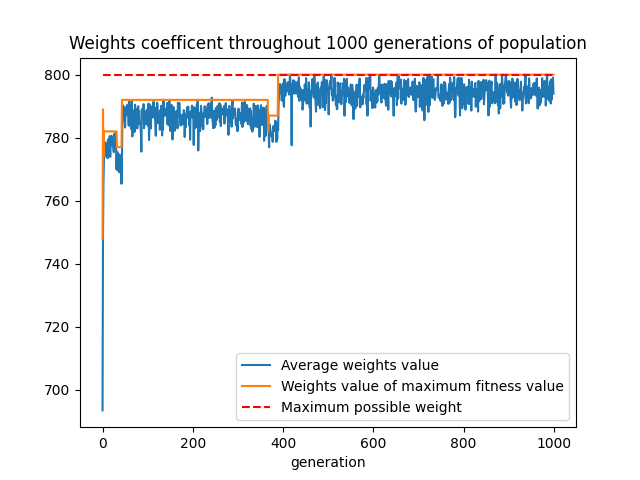 Weights coefficent throughout 1000 generations of population
800
780
760
740
720
700
0
200
400
600
800
1000
generation
Average weights value
Weights value of maximum fitness value
Maximum possible weight